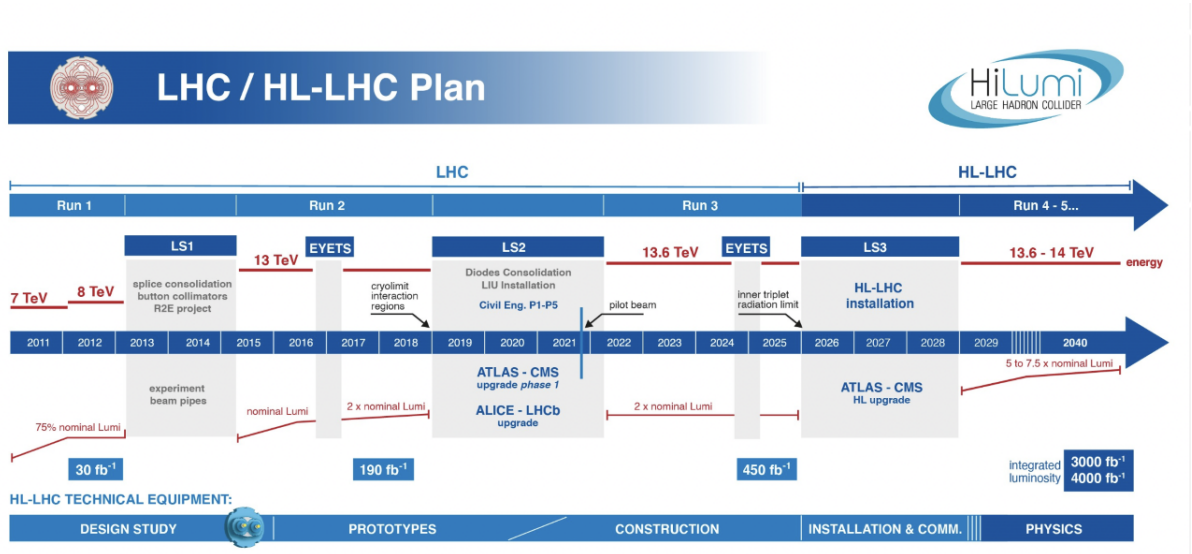 LHC / HL-LHC Plan
HiLumi
LARGE HADRON COLLIDER
LHC
HL-LHC
Run 1
Run 2
Run 3
Run 4 - 5...
LS1
EYETS
LS2
EYETS
LS3
13 TeV
13.6 TeV
13.6 - 14 TeV
energy
7 TeV
8 TeV
splice consolidation
button collimators
R2E project
cryolimit
interaction
regions
Diodes Consolidation
LIU Installation
Civil Eng. P1-P5
pilot beam
inner triplet
radiation limit
HL-LHC
installation
2011
2012
2013
2014
2015
2016
2017
2018
2019
2020
2021
2022
2023
2024
2025
2026
2027
2028
2029
2040
experiment
beam pipes
ATLAS - CMS
upgrade phase 1
ALICE - LHCb
upgrade
ATLAS - CMS
HL upgrade
5 to 7.5 x nominal Lumi
75% nominal Lumi
nominal Lumi
2 x nominal Lumi
2 x nominal Lumi
30 fb⁻¹
190 fb⁻¹
450 fb⁻¹
integrated
luminosity
3000 fb⁻¹
4000 fb⁻¹
HL-LHC TECHNICAL EQUIPMENT:
DESIGN STUDY
PROTOTYPES
CONSTRUCTION
INSTALLATION & COMM.
PHYSICS